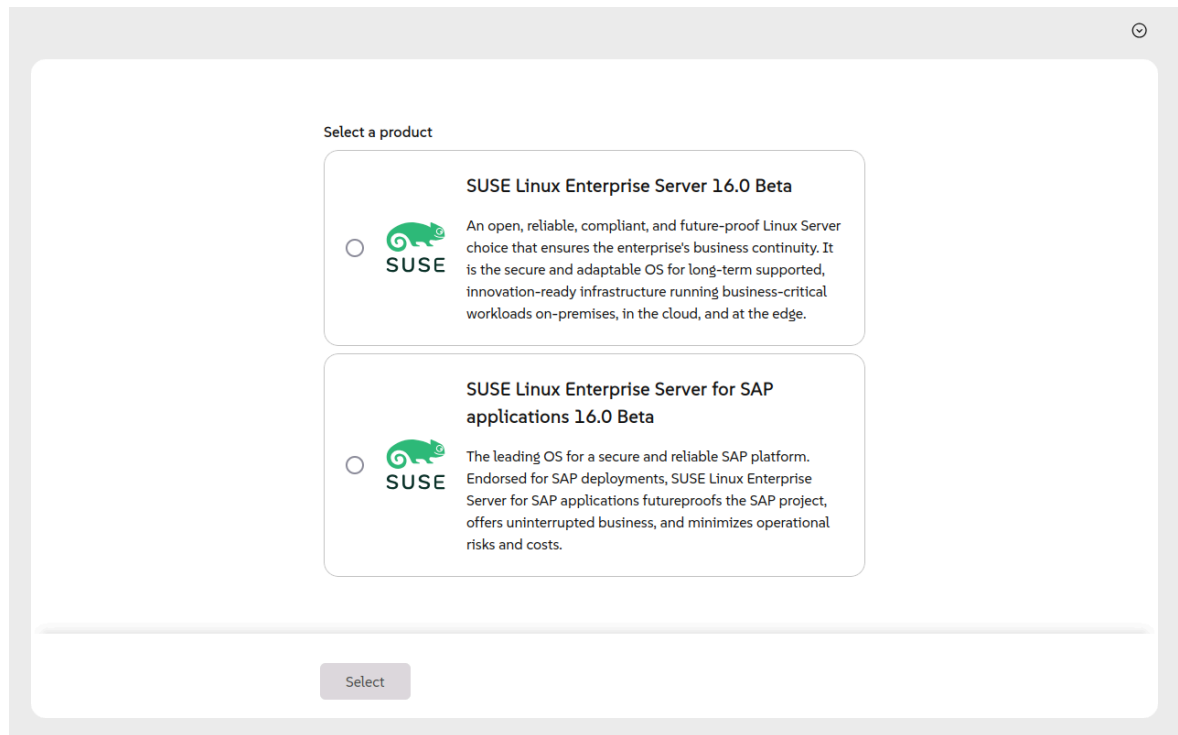 Select a product
SUSE Linux Enterprise Server 16.0 Beta
An open, reliable, compliant, and future-proof Linux Server
choice that ensures the enterprise's business continuity. It
is the secure and adaptable OS for long-term supported,
innovation-ready infrastructure running business-critical
workloads on-premises, in the cloud, and at the edge.
SUSE
SUSE Linux Enterprise Server for SAP
applications 16.0 Beta
The leading OS for a secure and reliable SAP platform.
Endorsed for SAP deployments, SUSE Linux Enterprise
Server for SAP applications futureproofs the SAP project,
offers uninterrupted business, and minimizes operational
risks and costs.
SUSE
Select